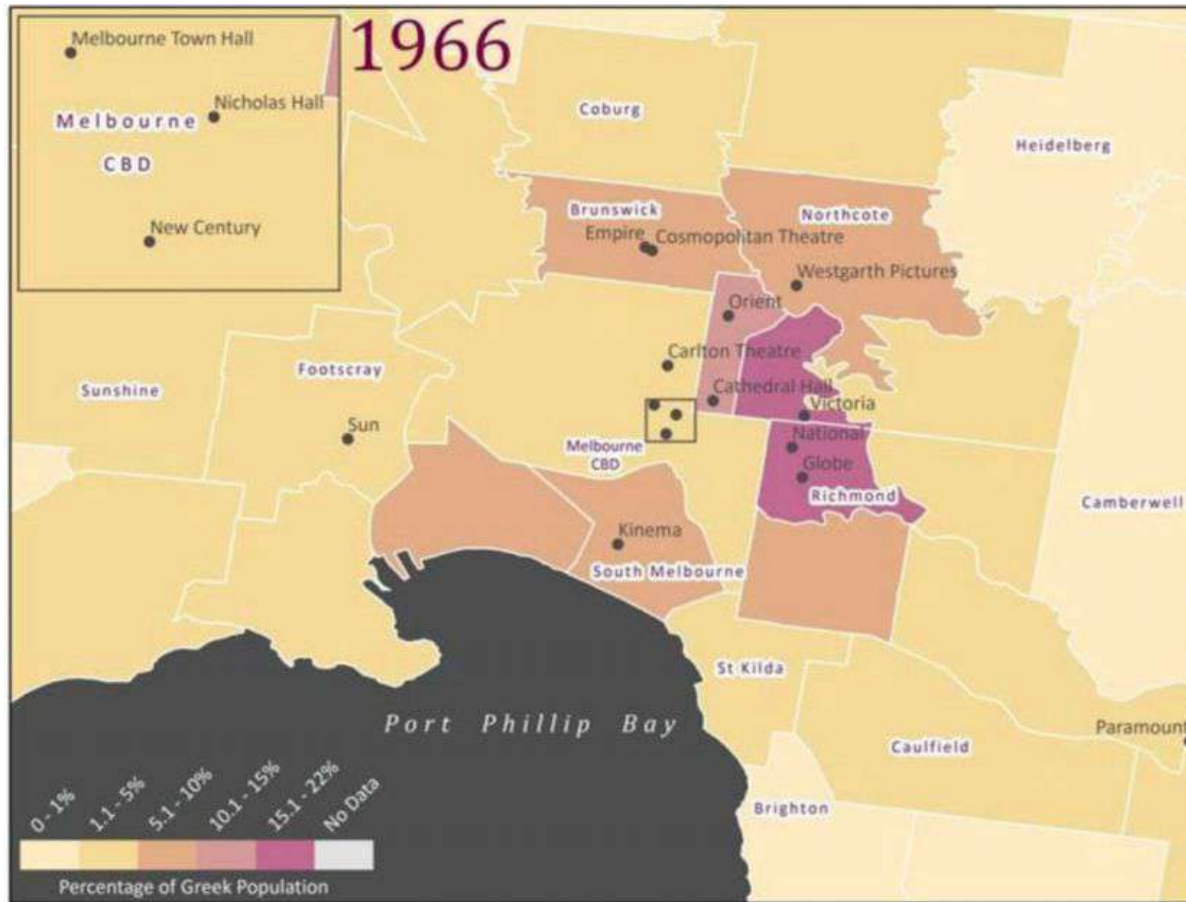 1966
Melbourne Town Hall
Nicholas Hall
Melbourne
CBD
New Century
Coburg
Heidelberg
Brunswick
Northcote
Empire
Cosmopolitan Theatre
Westgarth Pictures
Orient
Carlton Theatre
Footscray
Sunshine
Cathedral Hall
Victoria
Sun
National
Melbourne
CBD
Globe
Richmond
Camberwell
Kinema
South Melbourne
St Kilda
Port Phillip Bay
Paramount
Caulfield
Brighton
0 - 1%
1.1 - 5%
5.1 - 10%
10.1 - 15%
15.1 - 22%
No Data
Percentage of Greek Population